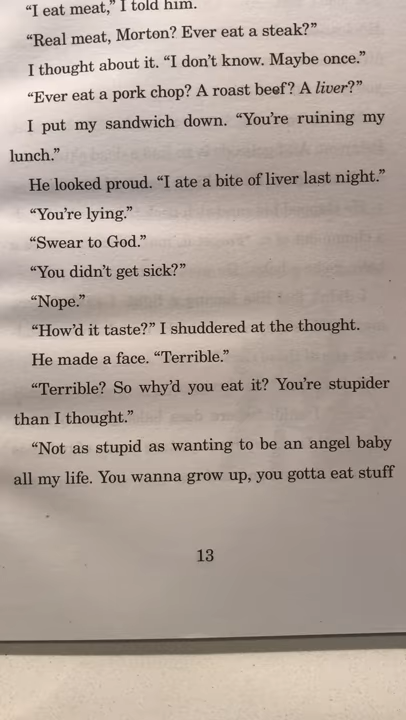 “I eat meat,” I told him.
“Real meat, Morton? Ever eat a steak?”
I thought about it. “I don’t know. Maybe once.”
“Ever eat a pork chop? A roast beef? A liver?”
I put my sandwich down. “You’re ruining my
lunch.”
He looked proud. “I ate a bite of liver last night.”
“You’re lying.”
“Swear to God.”
“You didn’t get sick?”
“Nope.”
“How’d it taste?” I shuddered at the thought.
He made a face. “Terrible.”
“Terrible? So why’d you eat it? You’re stupider
than I thought.”
“Not as stupid as wanting to be an angel baby
all my life. You wanna grow up, you gotta eat stuff
13